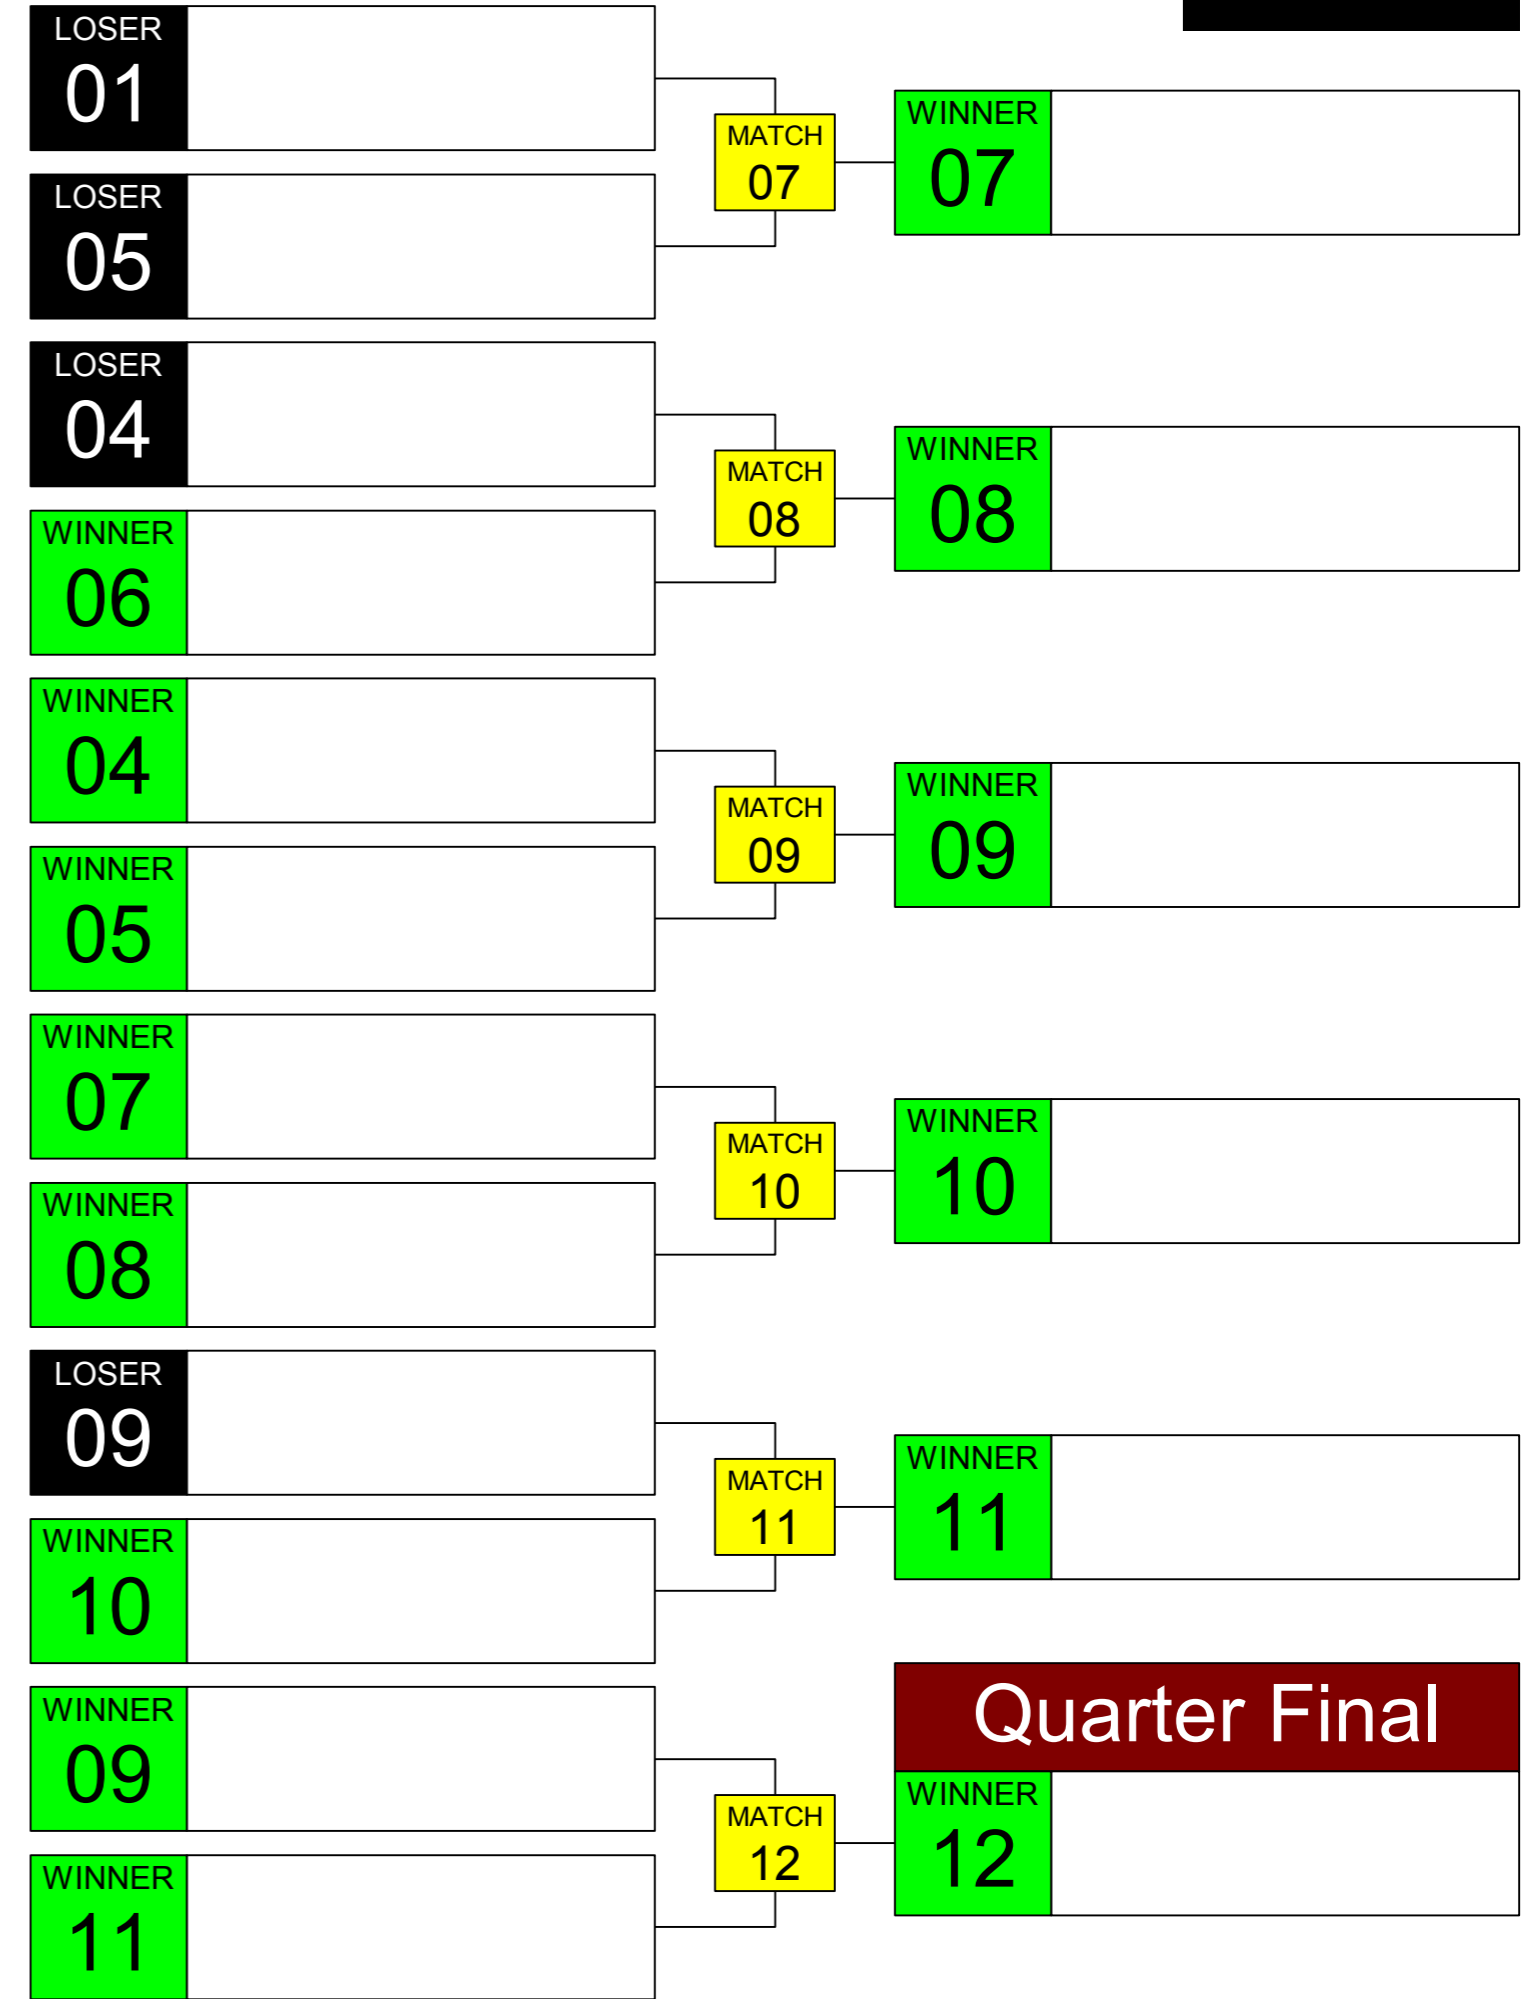 LOSER
01
MATCH
07
WINNER
07
LOSER
05
LOSER
04
MATCH
08
WINNER
08
WINNER
06
WINNER
04
MATCH
09
WINNER
09
WINNER
05
WINNER
07
MATCH
10
WINNER
10
WINNER
08
LOSER
09
MATCH
11
WINNER
11
WINNER
10
WINNER
09
Quarter Final
MATCH
12
WINNER
12
WINNER
11